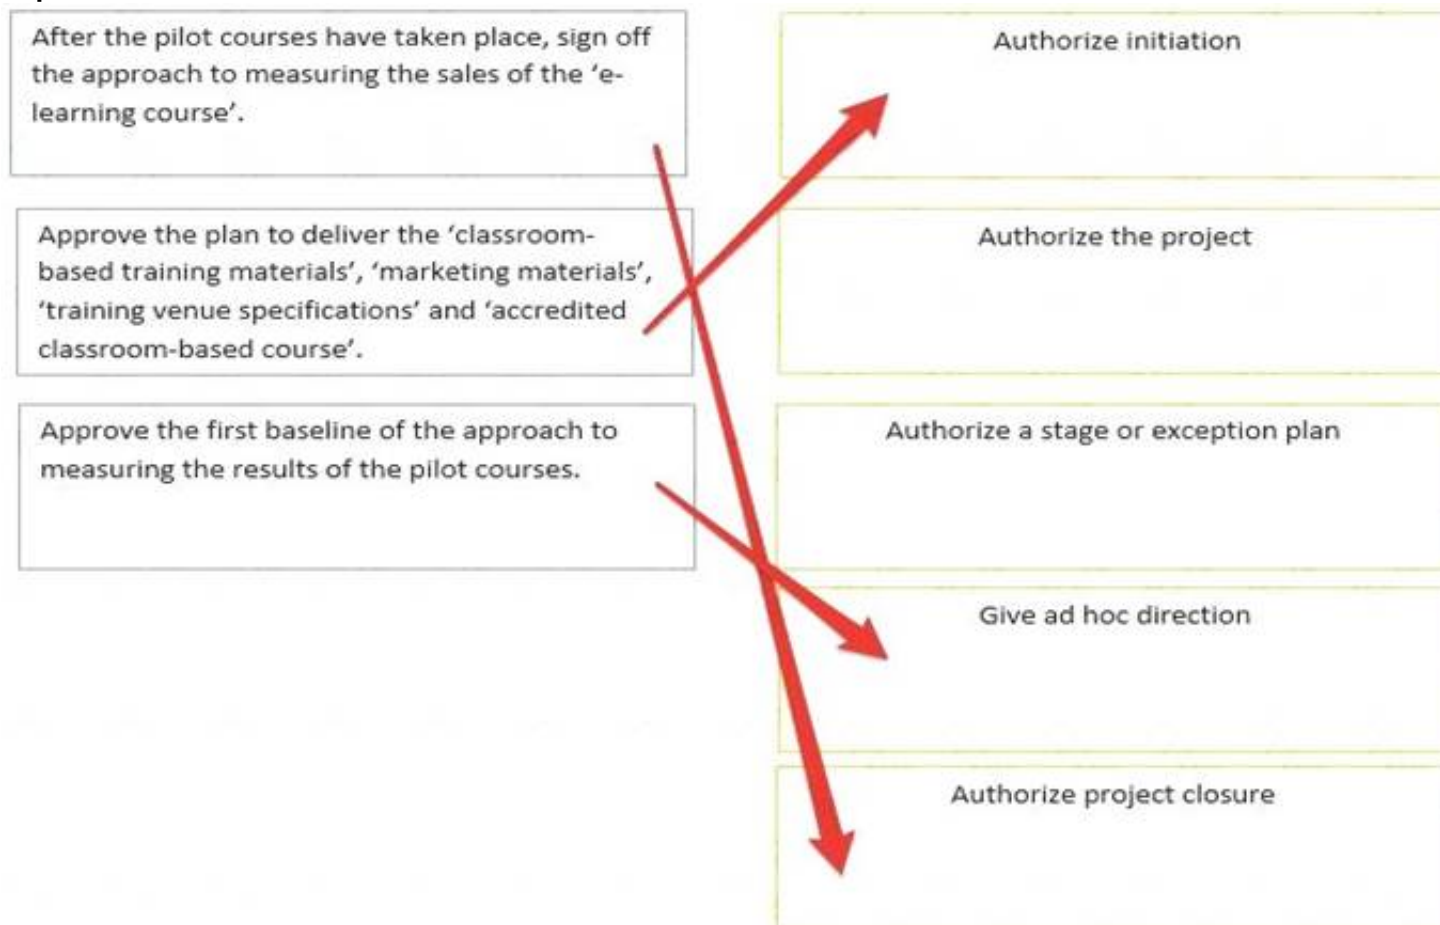 After the pilot courses have taken place, sign off
the approach to measuring the sales of the ‘e-
learning course’.
Approve the plan to deliver the ‘classroom-
based training materials’, ‘marketing materials’,
‘training venue specifications’ and ‘accredited
classroom-based course’.
Approve the first baseline of the approach to
measuring the results of the pilot courses.
Authorize initiation
Authorize the project
Authorize a stage or exception plan
Give ad hoc direction
Authorize project closure